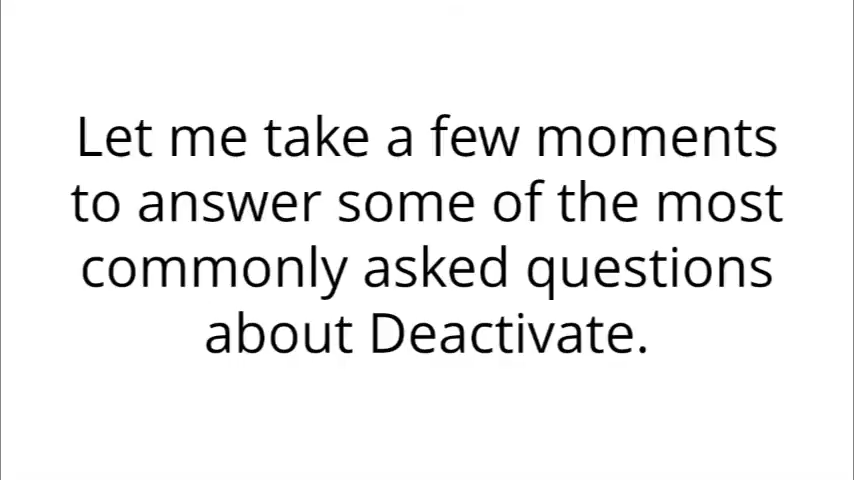 Let me take a few moments
to answer some of the most
commonly asked questions
about Deactivate.